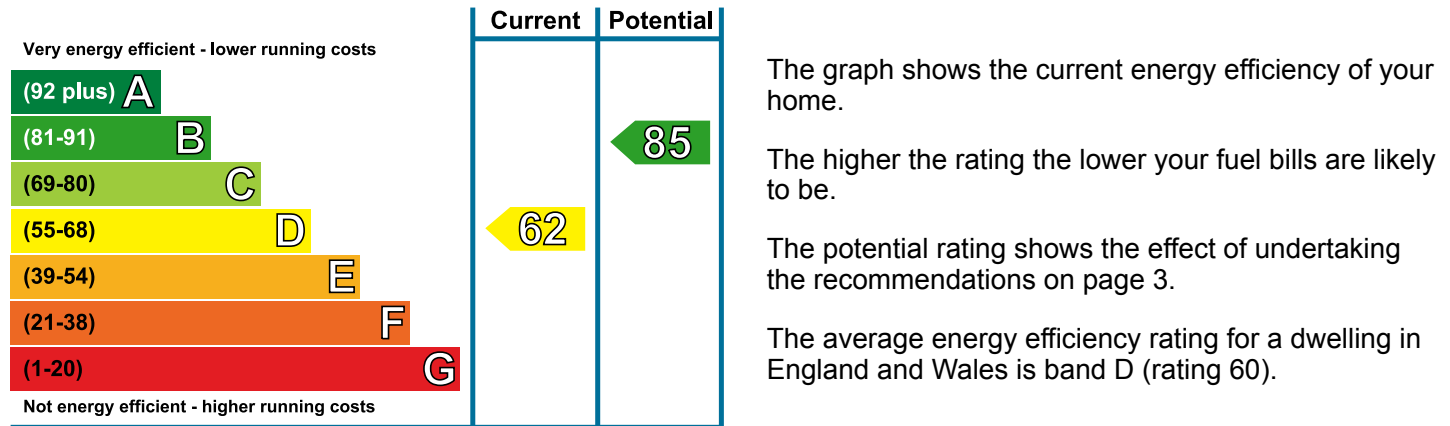 Current Potential
Very energy efficient - lower running costs
(92 plus) A
(81-91) B
85
(69-80) C
(55-68) D
62
(39-54) E
(21-38) F
(1-20) G
Not energy efficient - higher running costs
The graph shows the current energy efficiency of your
home.
The higher the rating the lower your fuel bills are likely
to be.
The potential rating shows the effect of undertaking
the recommendations on page 3.
The average energy efficiency rating for a dwelling in
England and Wales is band D (rating 60).